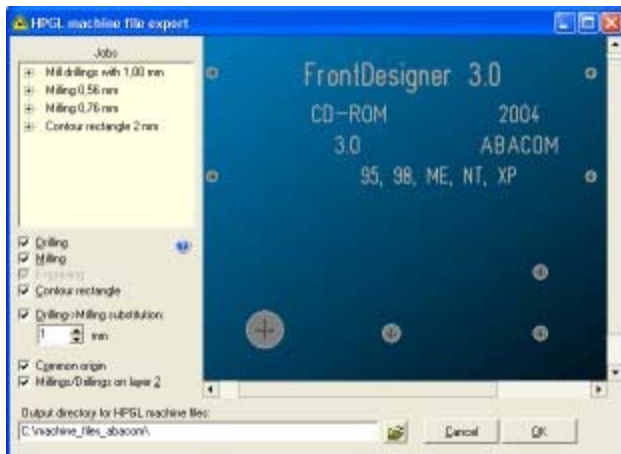 HPGL machine file export
Jobs
Mill drillings with 1,00 mm
Milling 0,56 mm
Milling 0,76 mm
Contour rectangle 2 mm
FrontDesigner 3.0
CD-ROM 2004
3.0 ABACOM
95, 98, ME, NT, XP
Drilling
Milling
Engraving
Contour rectangle
Drilling->Milling substitution:
1 mm
Common origin
Millings/Drillings on layer 2
Output directory for HPGL machine files:
C:\machine_files_abacom\
Cancel OK